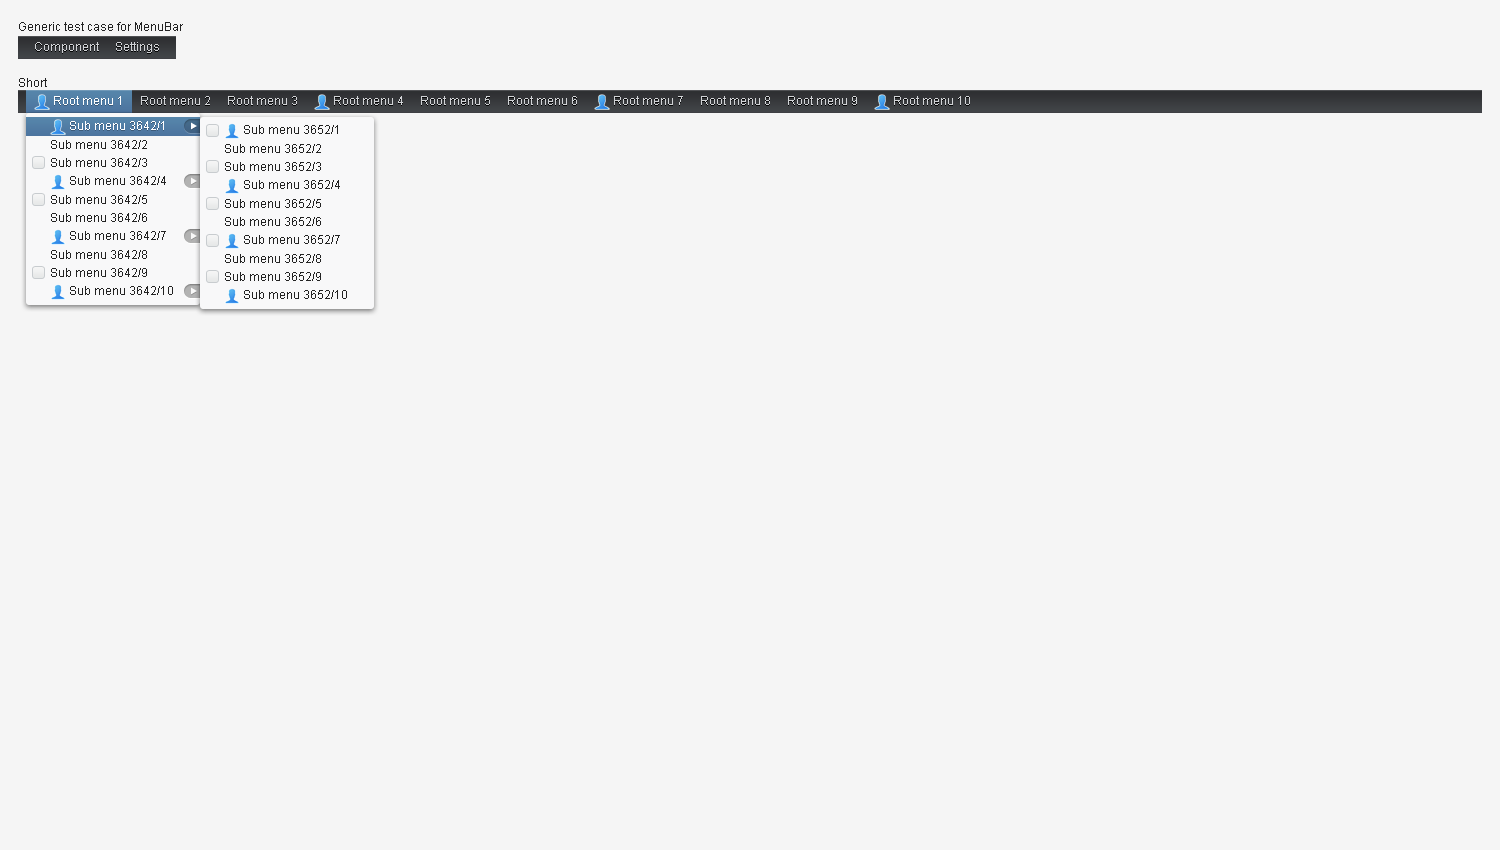 Generic test case for MenuBar
Component Settings
Short
Root menu 1 Root menu 2 Root menu 3 Root menu 4 Root menu 5 Root menu 6 Root menu 7 Root menu 8 Root menu 9 Root menu 10
Sub menu 3642/1
Sub menu 3642/2
Sub menu 3642/3
Sub menu 3642/4
Sub menu 3642/5
Sub menu 3642/6
Sub menu 3642/7
Sub menu 3642/8
Sub menu 3642/9
Sub menu 3642/10
Sub menu 3652/1
Sub menu 3652/2
Sub menu 3652/3
Sub menu 3652/4
Sub menu 3652/5
Sub menu 3652/6
Sub menu 3652/7
Sub menu 3652/8
Sub menu 3652/9
Sub menu 3652/10